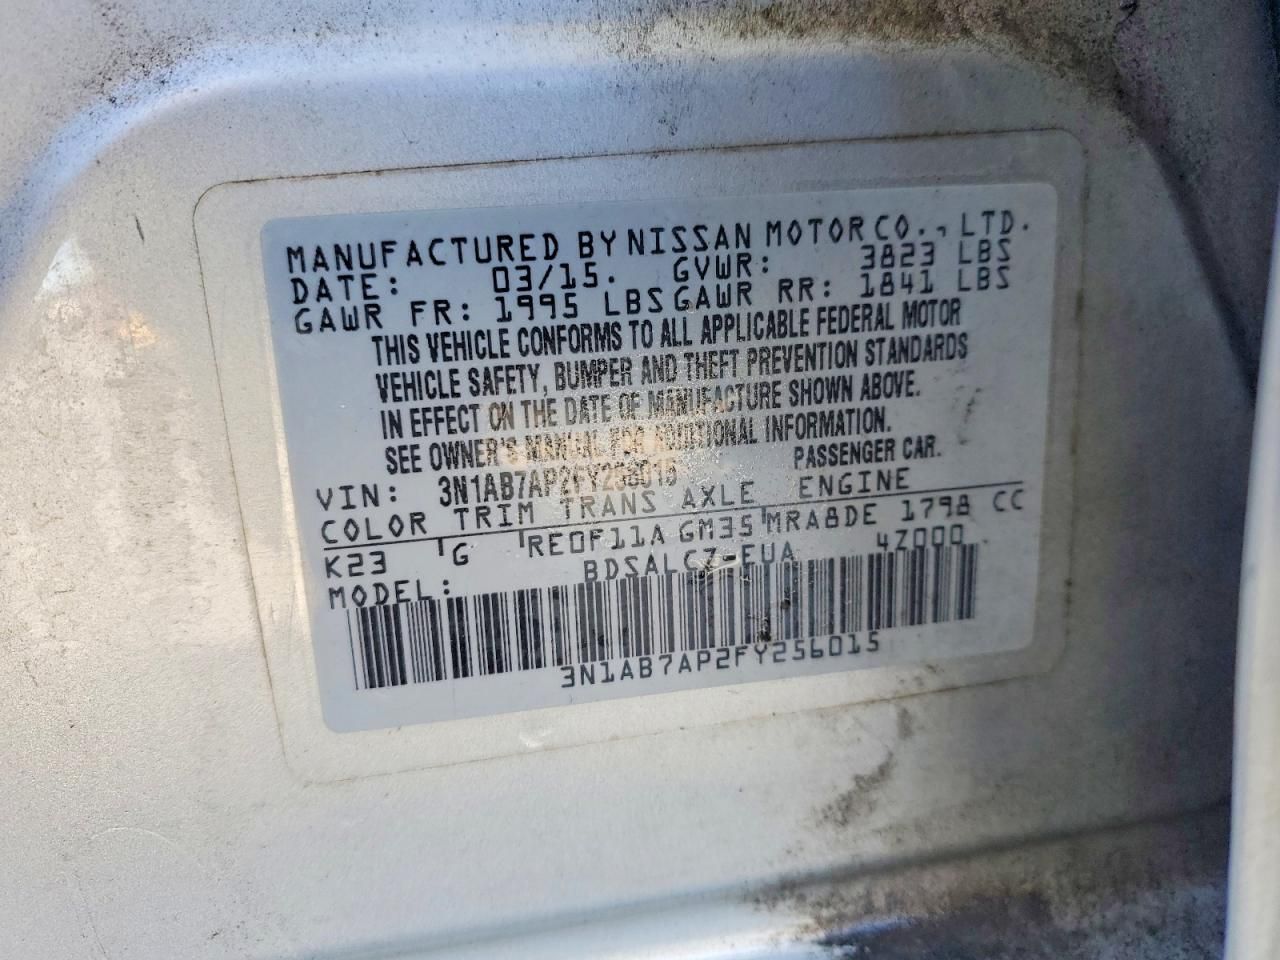 MANUFACTURED BY NISSAN MOTOR CO., LTD.
DATE: 03/15. GVWR: 3823 LBS
GAWR FR: 1995 LBS GAWR RR: 1841 LBS
THIS VEHICLE CONFORMS TO ALL APPLICABLE FEDERAL MOTOR
VEHICLE SAFETY, BUMPER AND THEFT PREVENTION STANDARDS
IN EFFECT ON THE DATE OF MANUFACTURE SHOWN ABOVE.
SEE OWNER'S MANUAL FOR ADDITIONAL INFORMATION.
VIN: 3N1AB7AP2FY256015 PASSENGER CAR.
COLOR TRIM TRANS AXLE ENGINE
K23 G RE0F11A GM35 MRA8DE 1798 CC
MODEL: BDSALCZ-EUA 4Z000
3N1AB7AP2FY256015